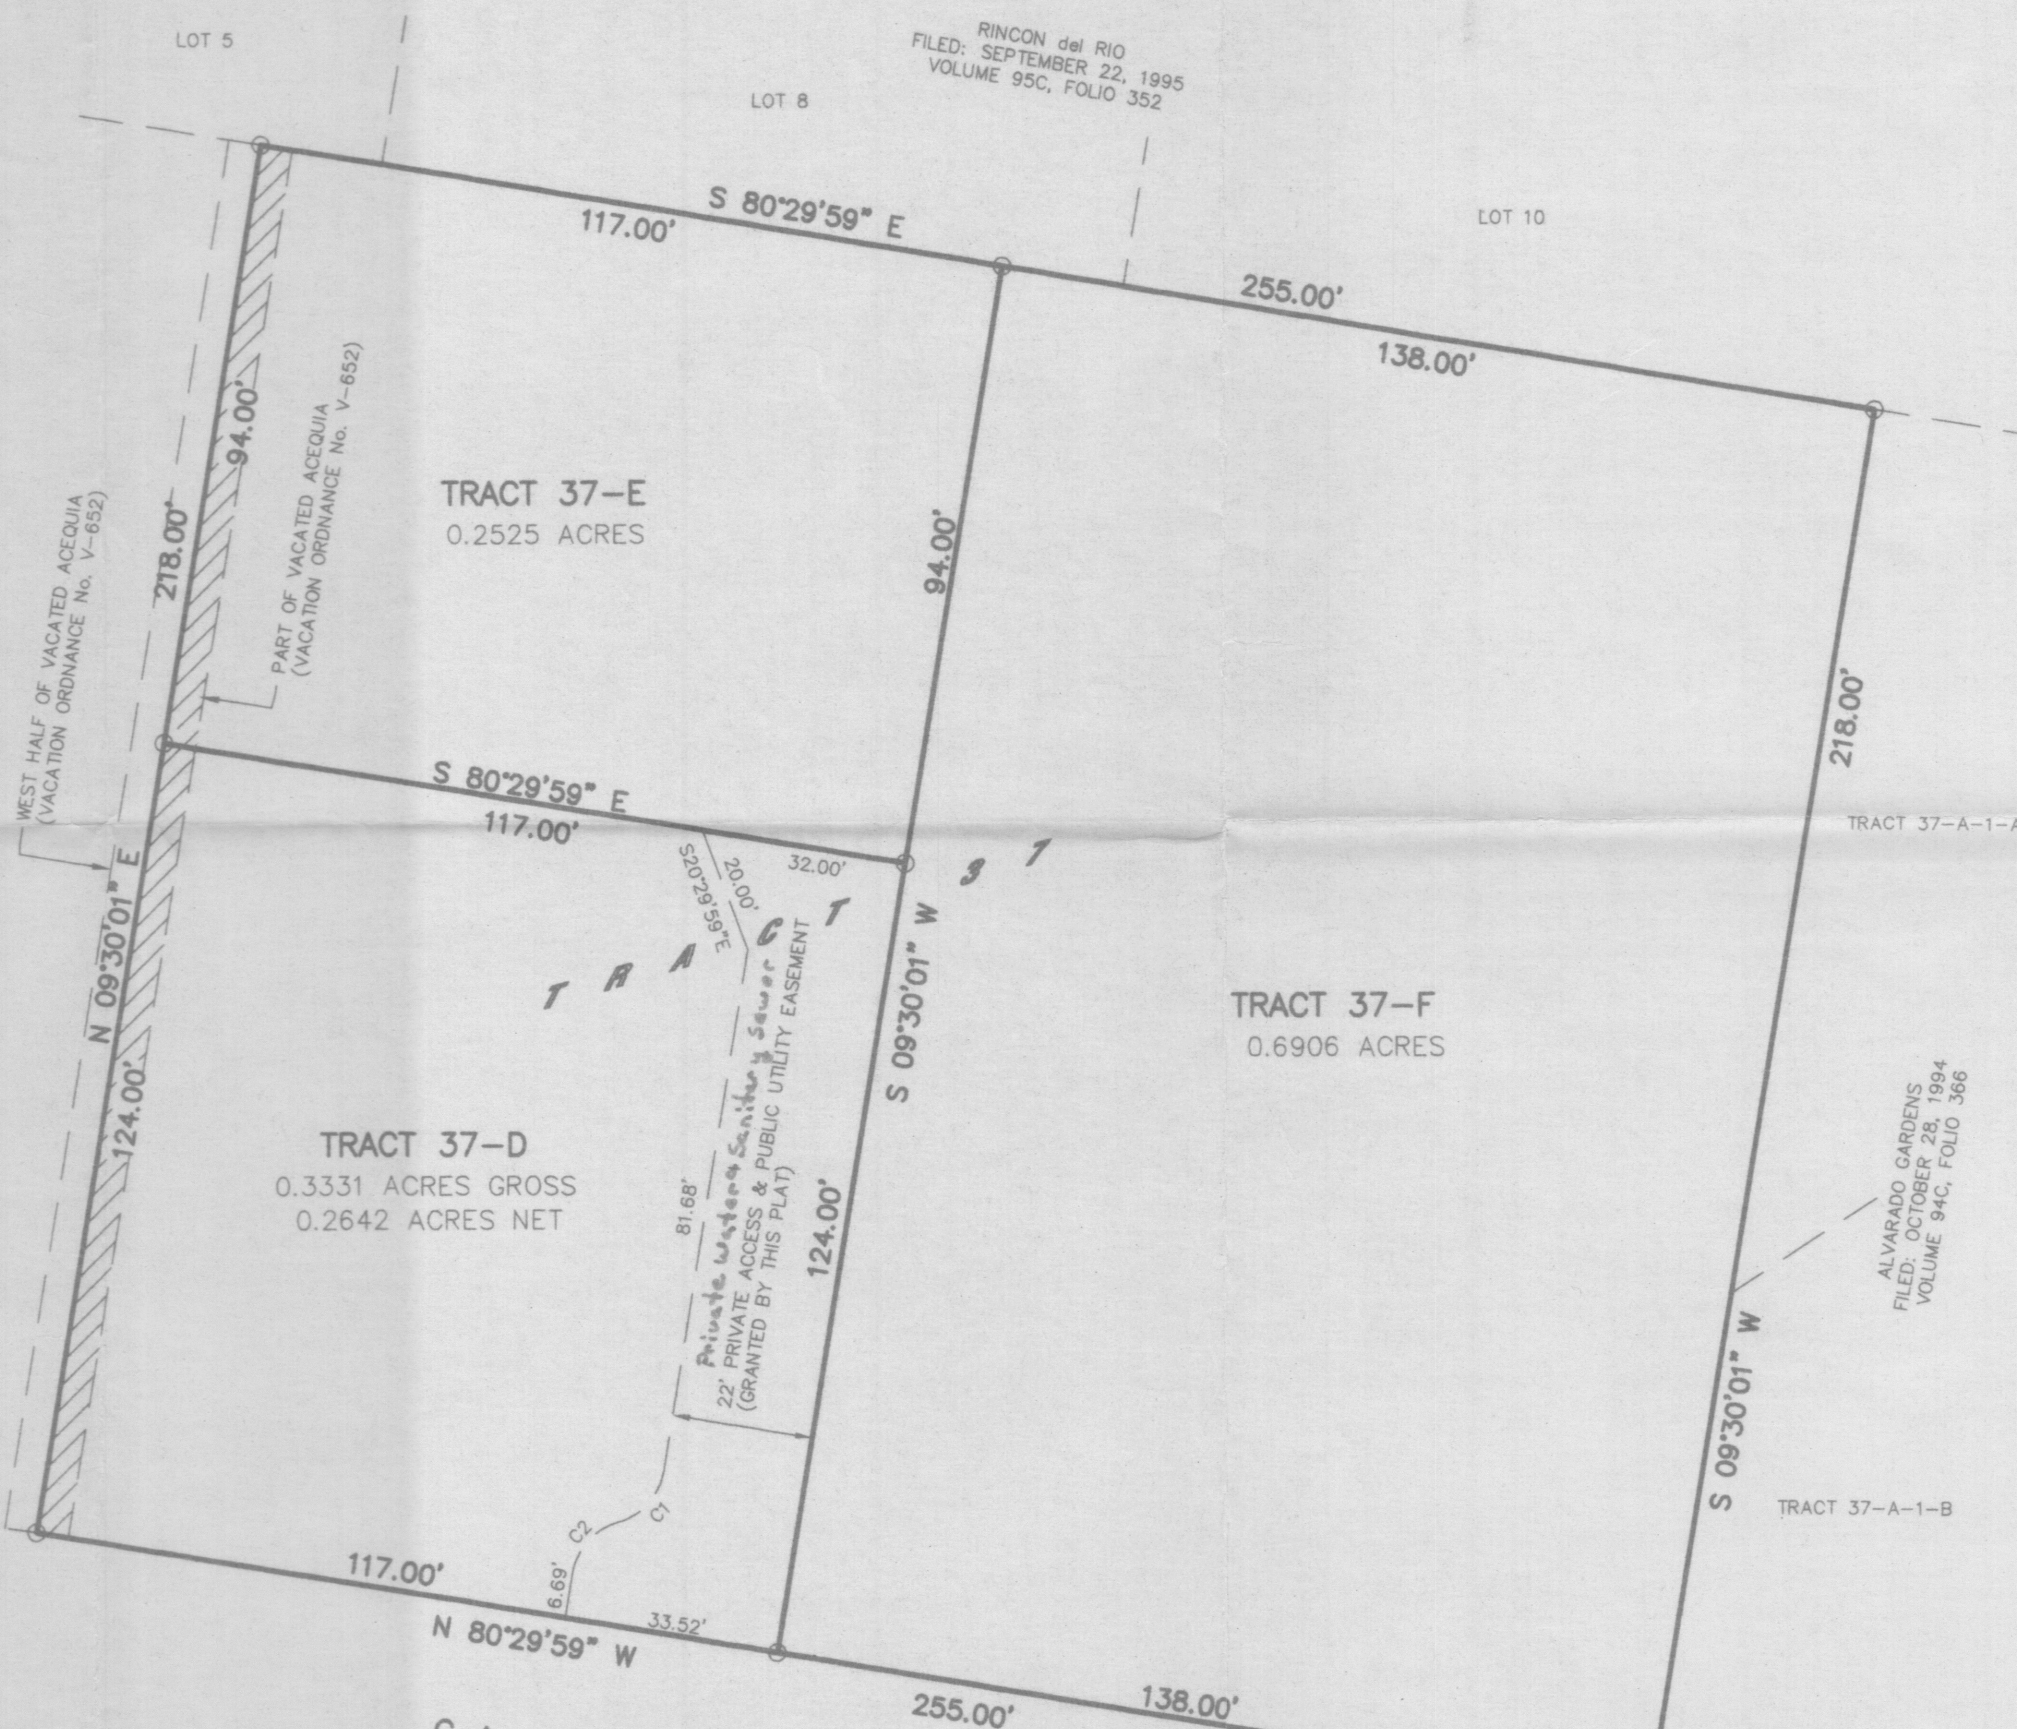 LOT 5
RINCON del RIO
FILED: SEPTEMBER 22, 1995
VOLUME 95C, FOLIO 352
LOT 8
LOT 10
S 80°29'59" E
117.00'
255.00'
138.00'
94.00'
218.00'
PART OF VACATED ACEQUIA
(VACATION ORDNANCE No. V-652)
WEST HALF OF VACATED ACEQUIA
(VACATION ORDNANCE No. V-652)
TRACT 37-E
0.2525 ACRES
94.00'
218.00'
S 80°29'59" E
117.00'
32.00'
20.00'
S20°29'59"E
TRACT 37
TRACT 37-A-1-A
N 09°30'01" E
124.00'
S 09°30'01" W
124.00'
TRACT 37-F
0.6906 ACRES
TRACT 37-D
0.3331 ACRES GROSS
0.2642 ACRES NET
81.68'
Private Water & Sanitary Sewer
22' PRIVATE ACCESS & PUBLIC UTILITY EASEMENT
(GRANTED BY THIS PLAT)
ALVARADO GARDENS
FILED: OCTOBER 28, 1994
VOLUME 94C, FOLIO 366
S 09°30'01" W
TRACT 37-A-1-B
C1
C2
6.69'
33.52'
117.00'
N 80°29'59" W
255.00'
138.00'